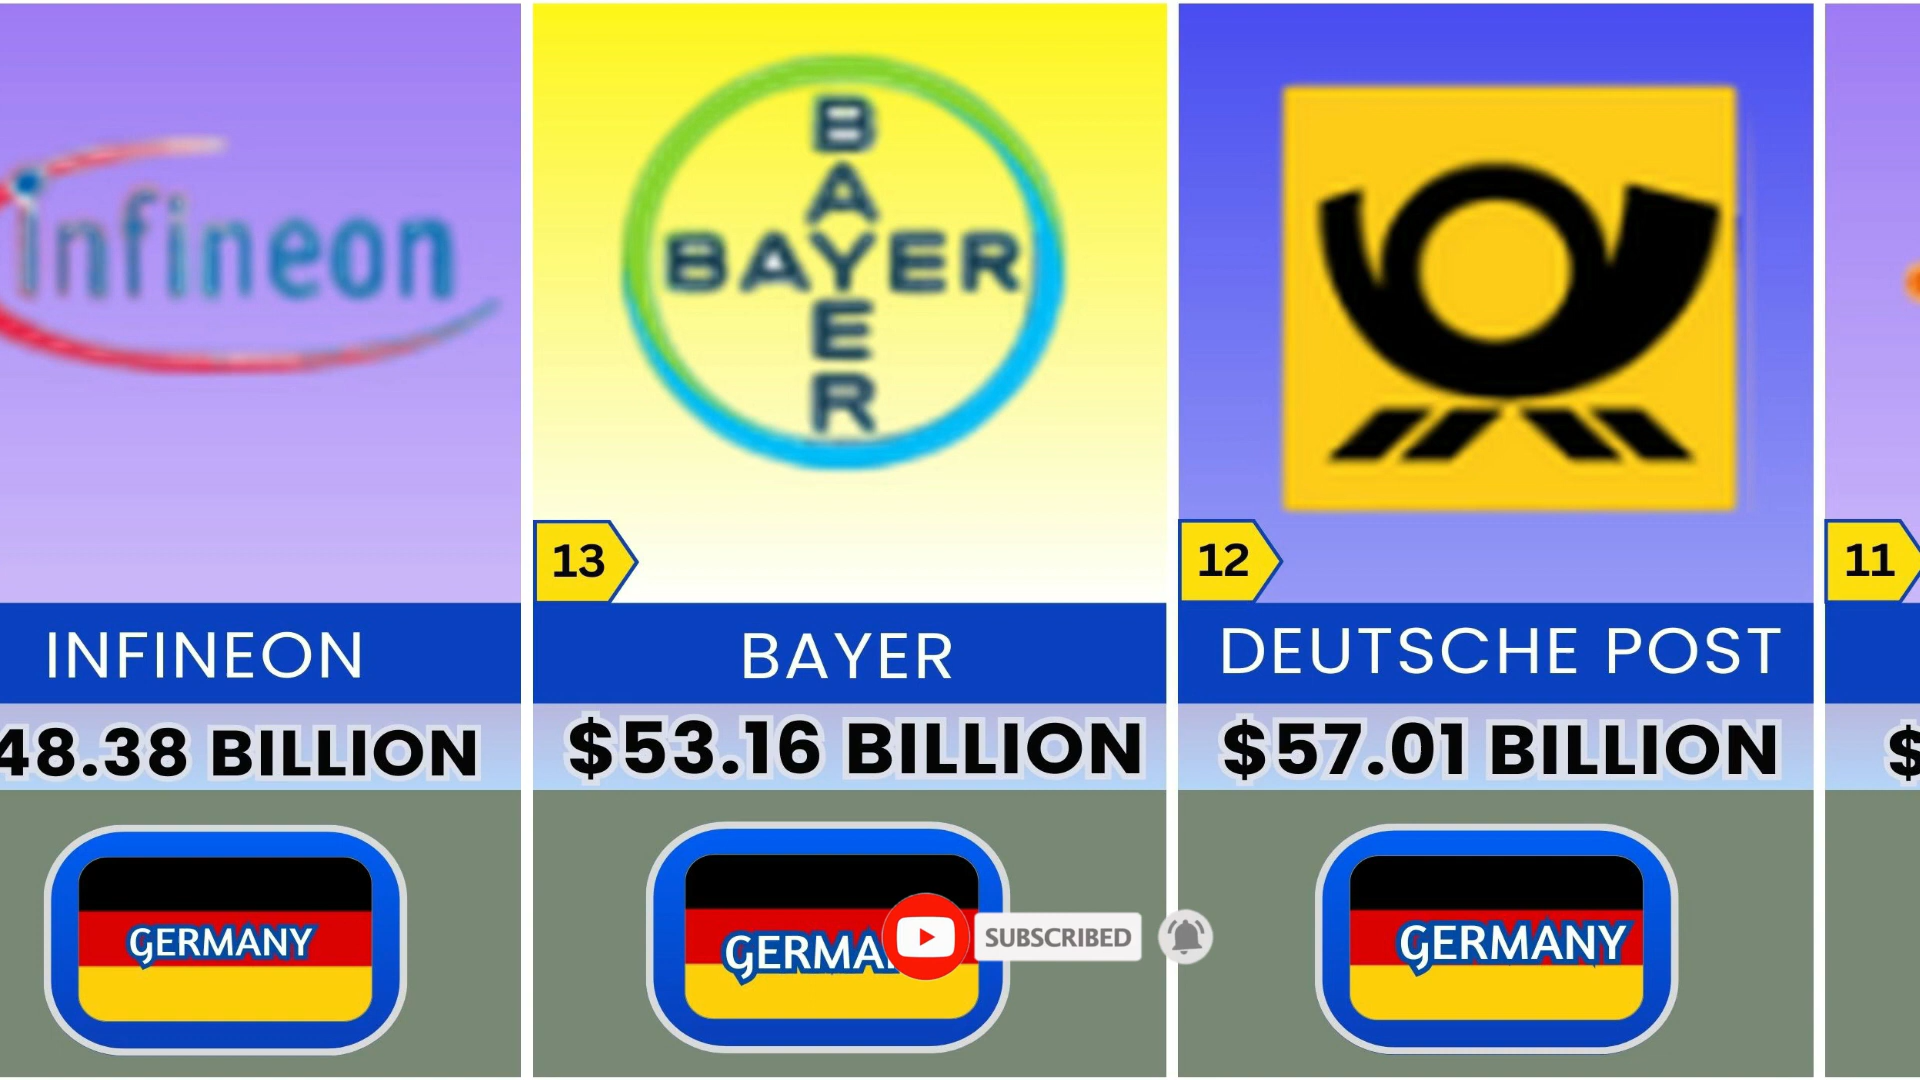 infineon
INFINEON
48.38 BILLION
GERMANY
BAYER
BAYER
13
BAYER
$53.16 BILLION
GERMA
SUBSCRIBED
12
DEUTSCHE POST
$57.01 BILLION
GERMANY
11
$